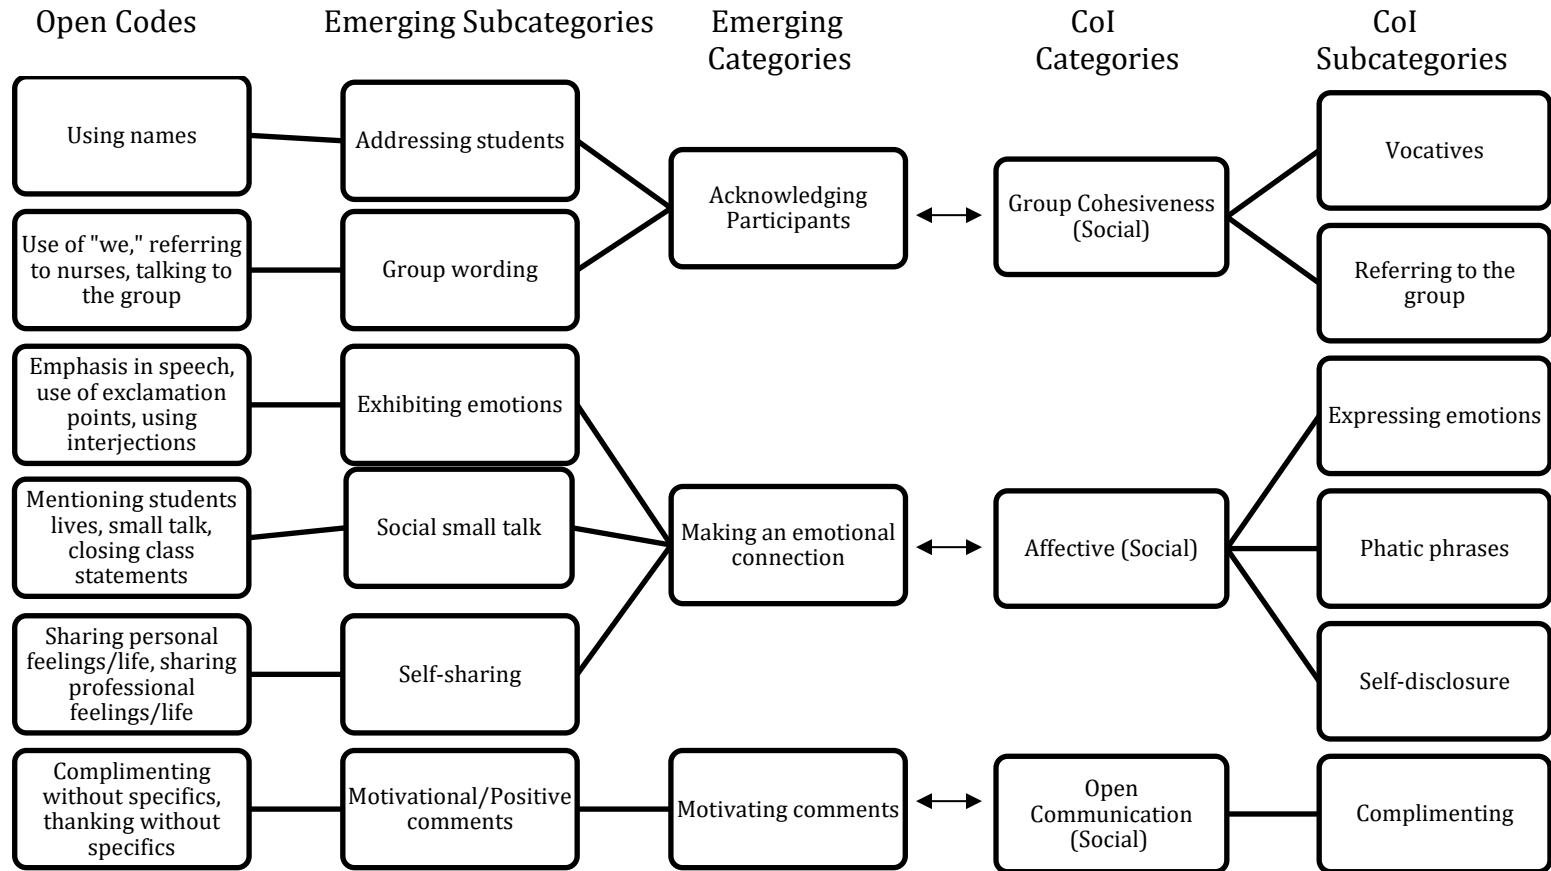 Open Codes
Emerging Subcategories
Emerging
Categories
CoI
Categories
CoI
Subcategories
Using names
Addressing students
Acknowledging
Participants
Group Cohesiveness
(Social)
Vocatives
Use of "we," referring
to nurses, talking to
the group
Group wording
Referring to the
group
Emphasis in speech,
use of exclamation
points, using
interjections
Exhibiting emotions
Expressing emotions
Mentioning students
lives, small talk,
closing class
statements
Social small talk
Making an emotional
connection
Affective (Social)
Phatic phrases
Sharing personal
feelings/life, sharing
professional
feelings/life
Self-sharing
Self-disclosure
Complimenting
without specifics,
thanking without
specifics
Motivational/Positive
comments
Motivating comments
Open
Communication
(Social)
Complimenting